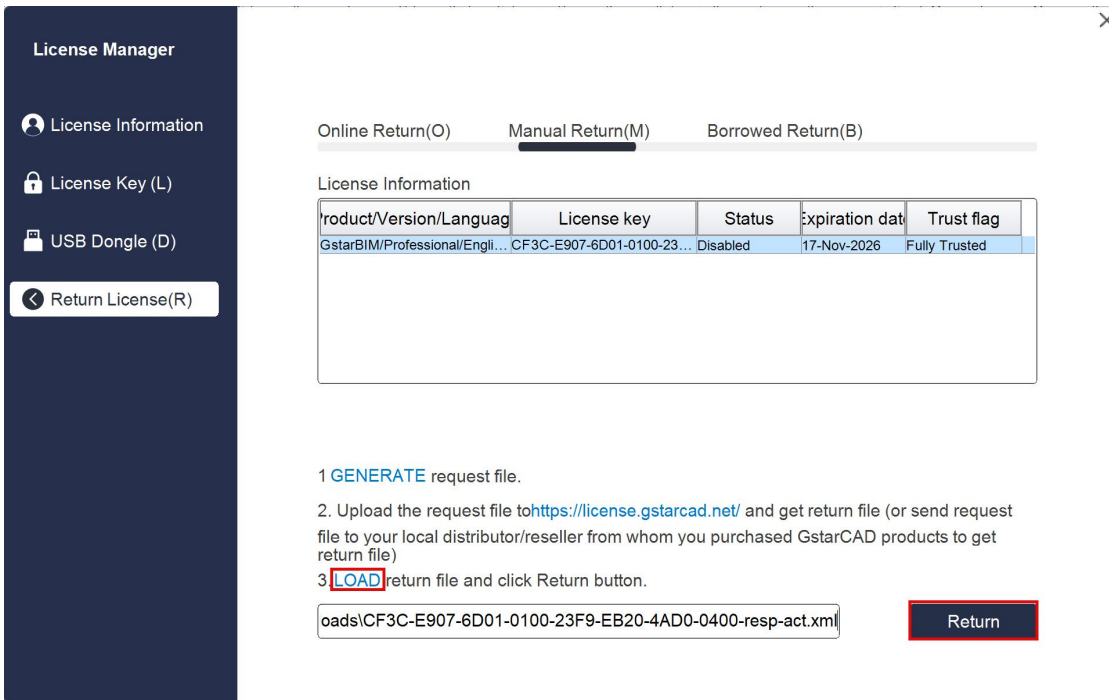 License Manager
License Information
License Key (L)
USB Dongle (D)
Return License(R)
Online Return(O) Manual Return(M) Borrowed Return(B)
License Information
Product/Version/Languag License key Status Expiration date Trust flag
GstarBIM/Professional/Engli... CF3C-E907-6D01-0100-23... Disabled 17-Nov-2026 Fully Trusted
1 GENERATE request file.
2. Upload the request file tohttps://license.gstarcad.net/ and get return file (or send request
file to your local distributor/reseller from whom you purchased GstarCAD products to get
return file)
3.LOAD return file and click Return button.
oads\CF3C-E907-6D01-0100-23F9-EB20-4AD0-0400-resp-act.xml
Return